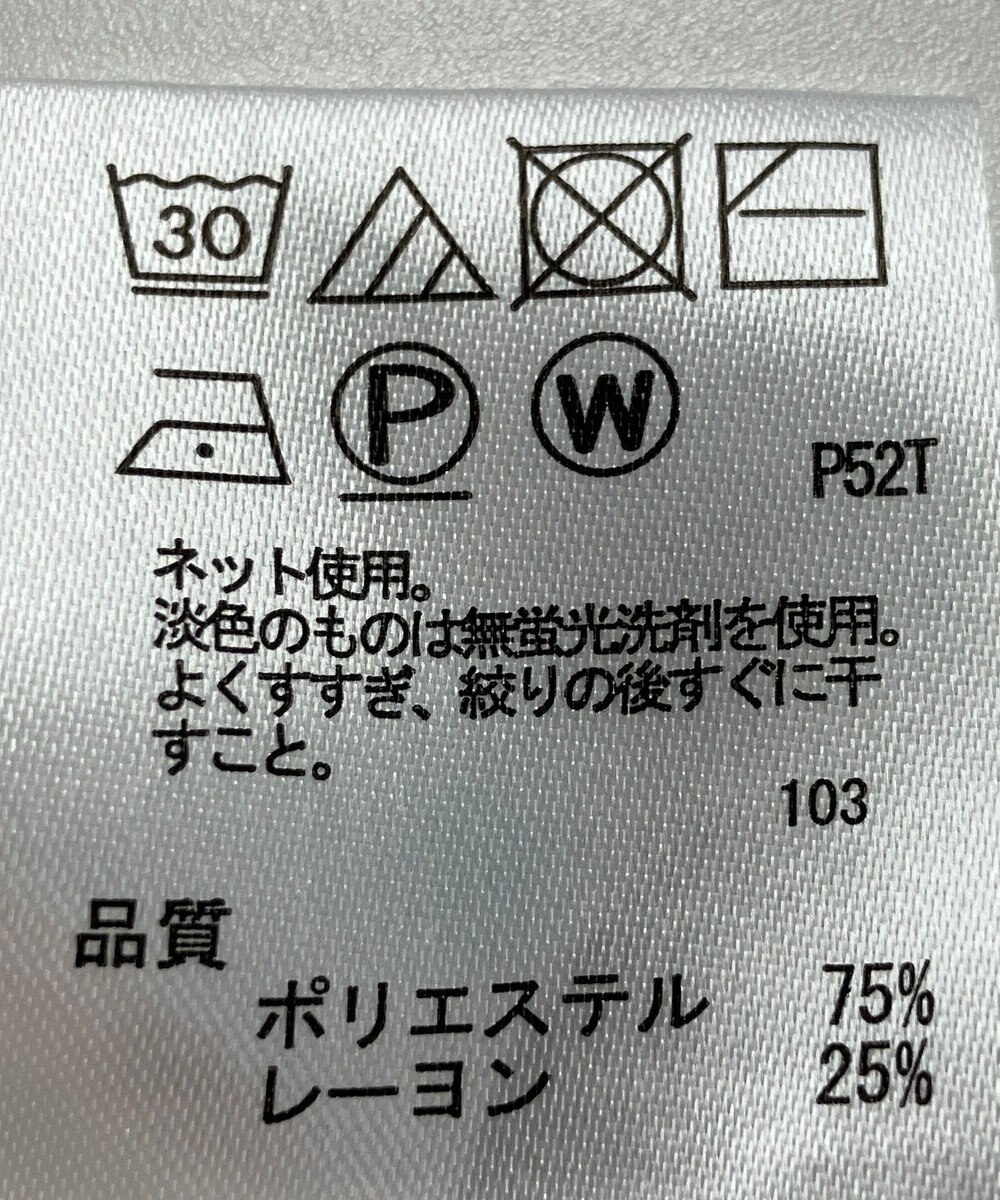 30
P W
P52T
ネット使用。
淡色のものは無蛍光洗剤を使用。
よくすすぎ、絞りの後すぐに干
すこと。
103
品質
ポリエステル 75%
レーヨン 25%